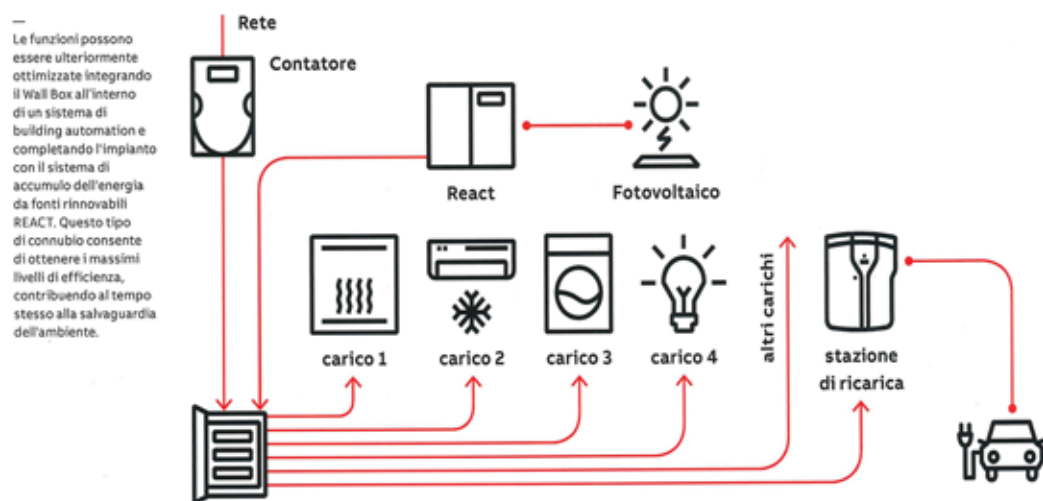 Le funzioni possono
essere ulteriormente
ottimizzate integrando
il Wall Box all'interno
di un sistema di
building automation e
completando l'impianto
con il sistema di
accumulo dell'energia
da fonti rinnovabili
REACT. Questo tipo
di connubio consente
di ottenere i massimi
livelli di efficienza,
contribuendo al tempo
stesso alla salvaguardia
dell'ambiente.
Rete
Contatore
React
Fotovoltaico
carico 1
carico 2
carico 3
carico 4
altri carichi
stazione
di ricarica